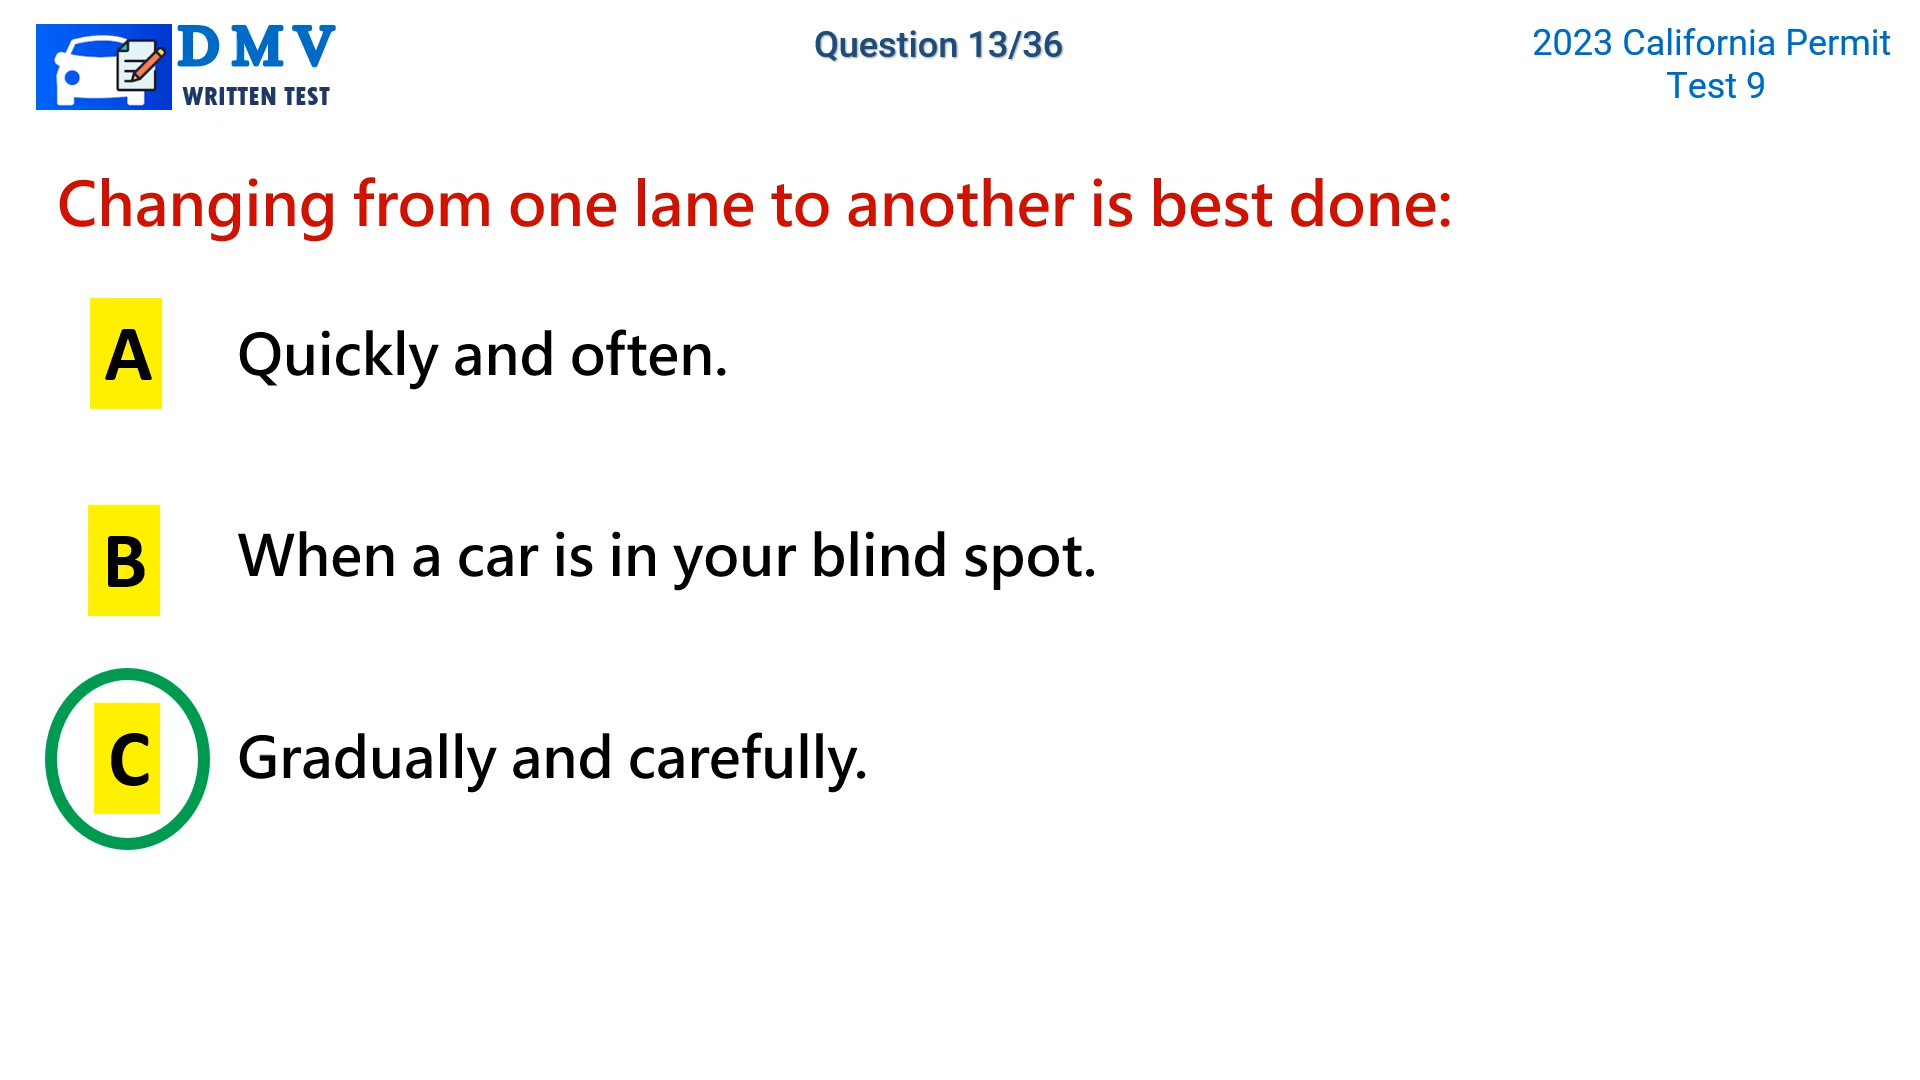 DMV
WRITTEN TEST
Question 13/36
2023 California Permit
Test 9
Changing from one lane to another is best done:
A Quickly and often.
B When a car is in your blind spot.
C Gradually and carefully.